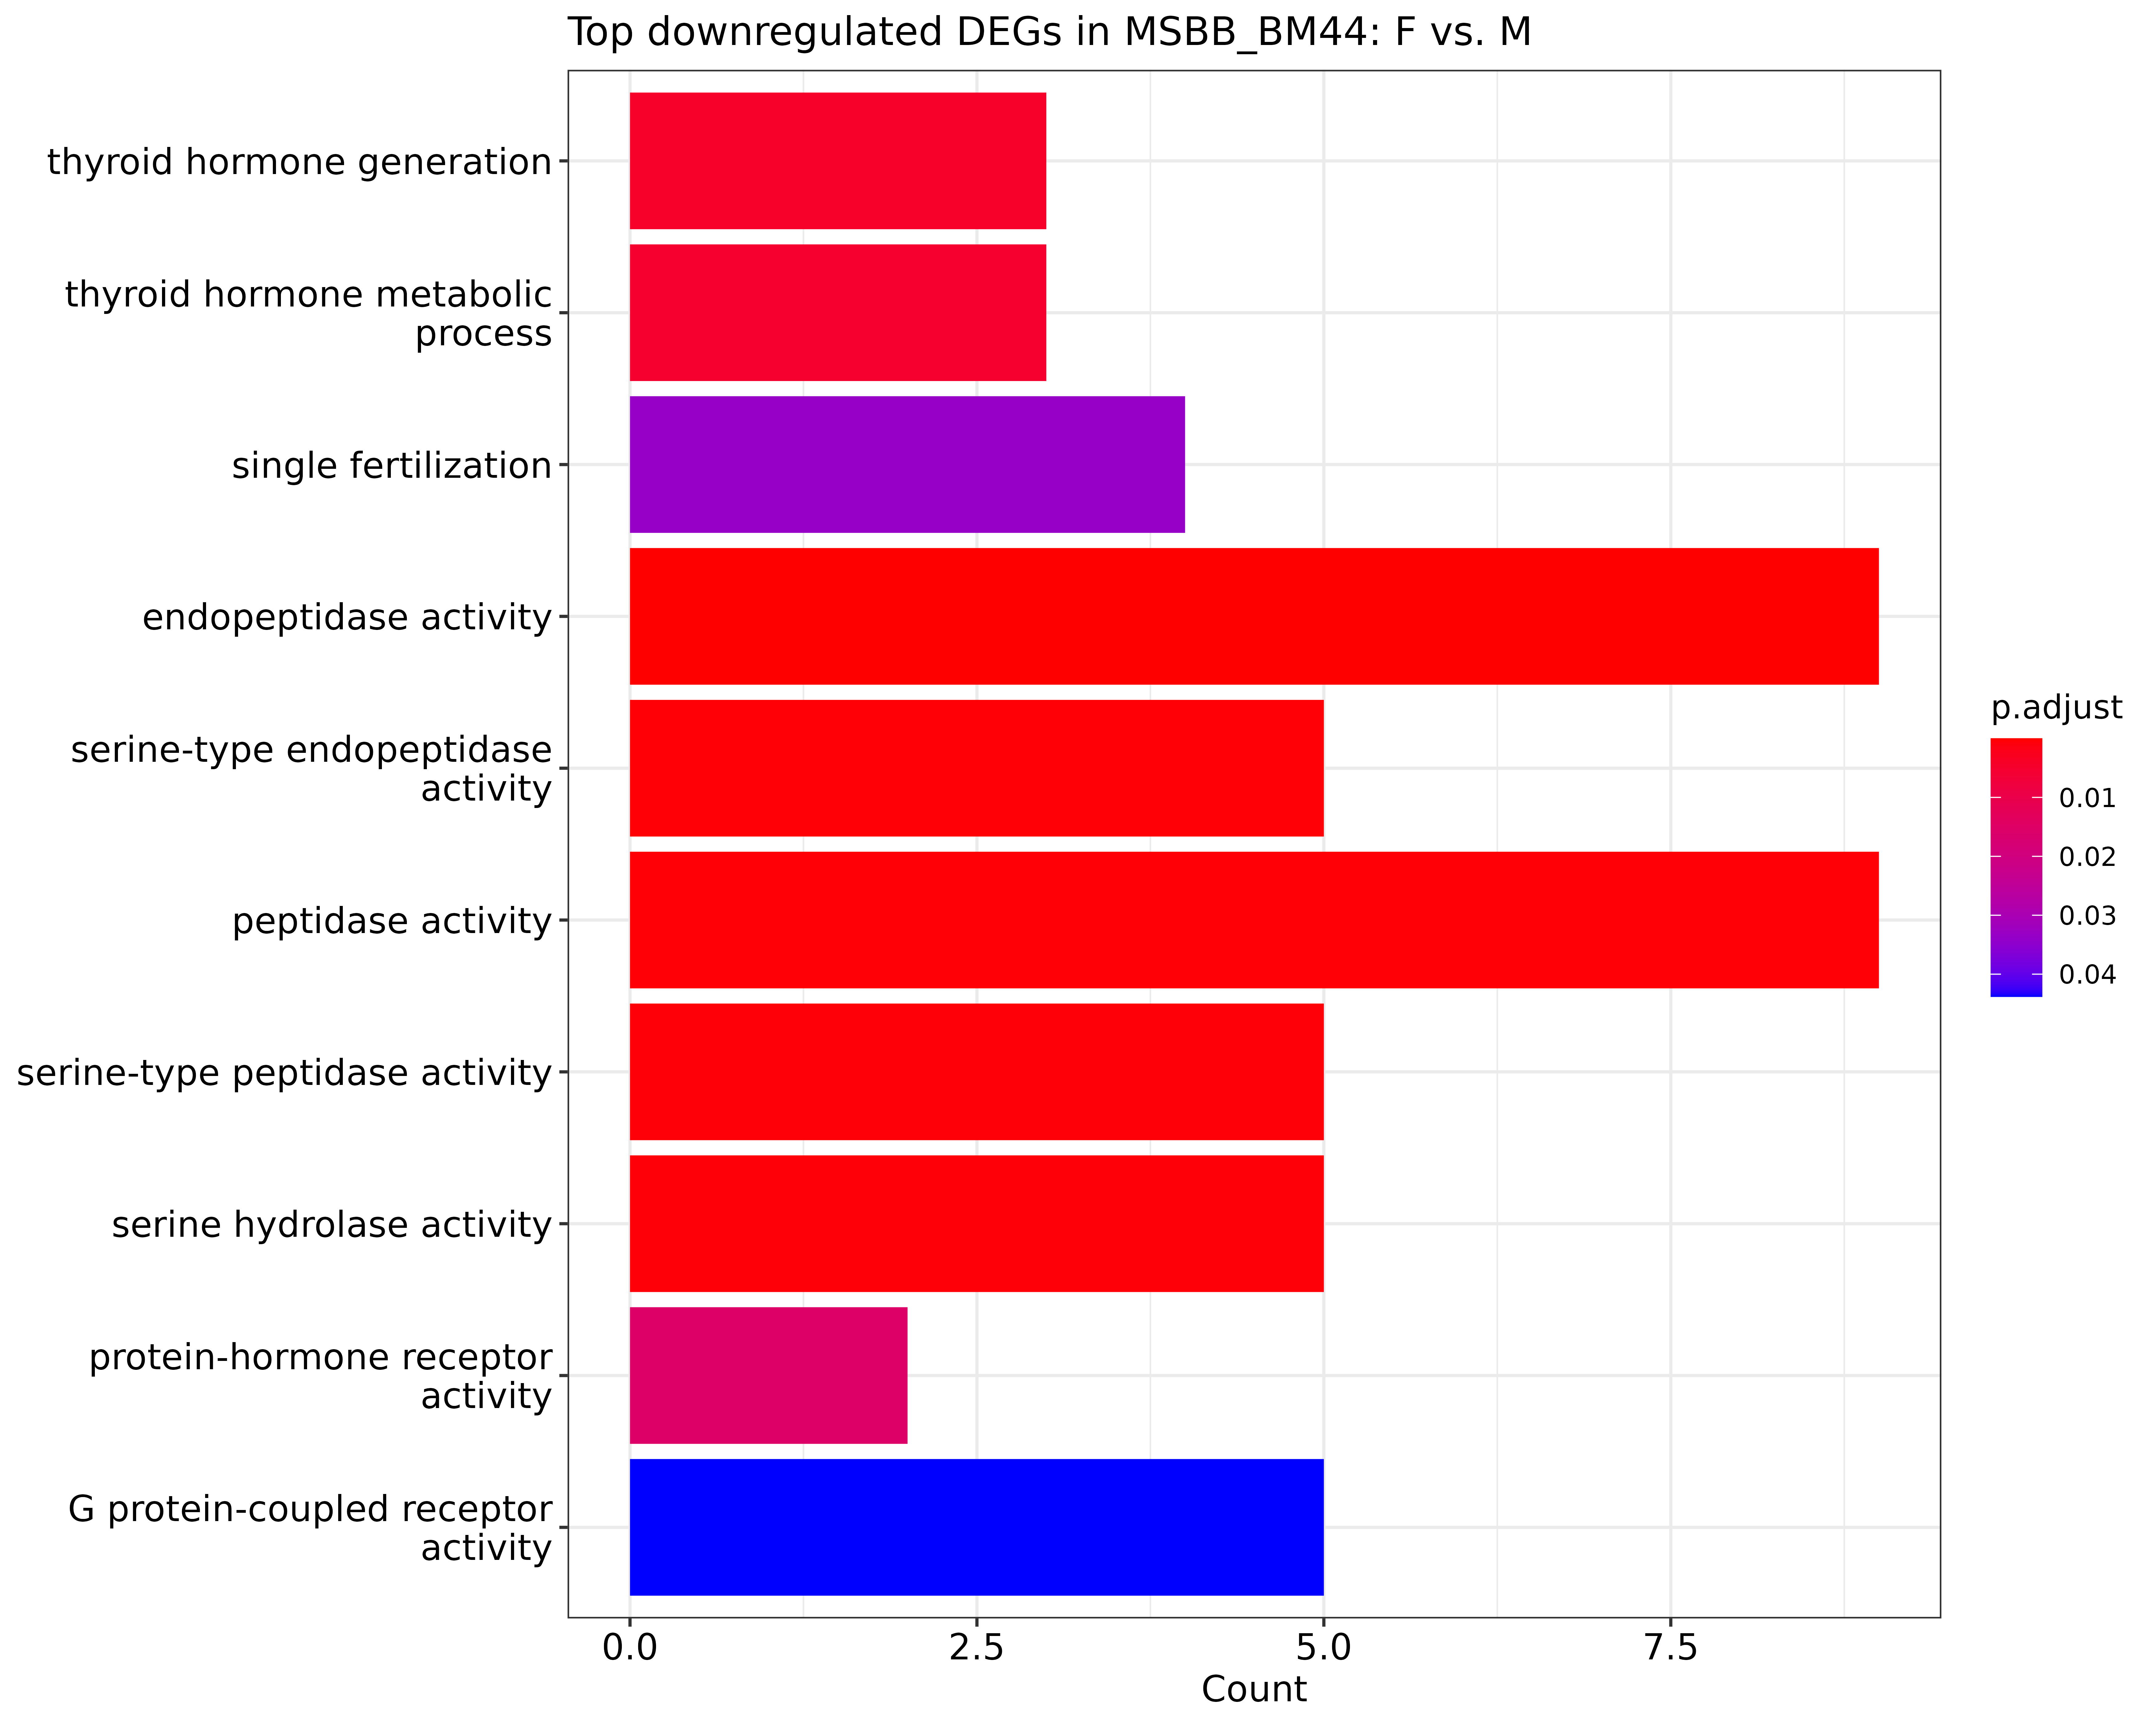 Top downregulated DEGs in MSBB_BM44: F vs. M
thyroid hormone generation
thyroid hormone metabolic
process
single fertilization
endopeptidase activity
serine-type endopeptidase
activity
peptidase activity
serine-type peptidase activity
serine hydrolase activity
protein-hormone receptor
activity
G protein-coupled receptor
activity
0.0
2.5
5.0
7.5
Count
p.adjust
0.01
0.02
0.03
0.04